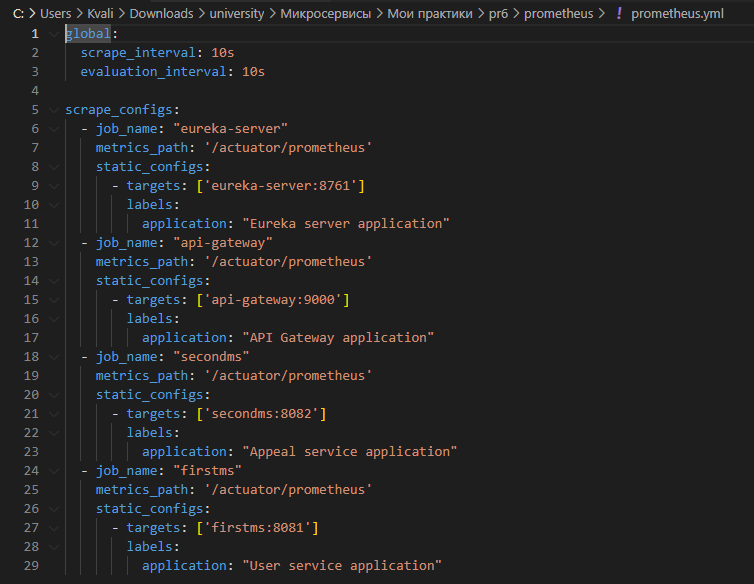 C: > Users > Kvali > Downloads > university > Микросервисы > Мои практики > pr6 > prometheus > ! prometheus.yml
1 global:
2   scrape_interval: 10s
3   evaluation_interval: 10s
4
5 scrape_configs:
6   - job_name: "eureka-server"
7     metrics_path: '/actuator/prometheus'
8     static_configs:
9       - targets: ['eureka-server:8761']
10         labels:
11           application: "Eureka server application"
12   - job_name: "api-gateway"
13     metrics_path: '/actuator/prometheus'
14     static_configs:
15       - targets: ['api-gateway:9000']
16         labels:
17           application: "API Gateway application"
18   - job_name: "secondms"
19     metrics_path: '/actuator/prometheus'
20     static_configs:
21       - targets: ['secondms:8082']
22         labels:
23           application: "Appeal service application"
24   - job_name: "firstms"
25     metrics_path: '/actuator/prometheus'
26     static_configs:
27       - targets: ['firstms:8081']
28         labels:
29           application: "User service application"